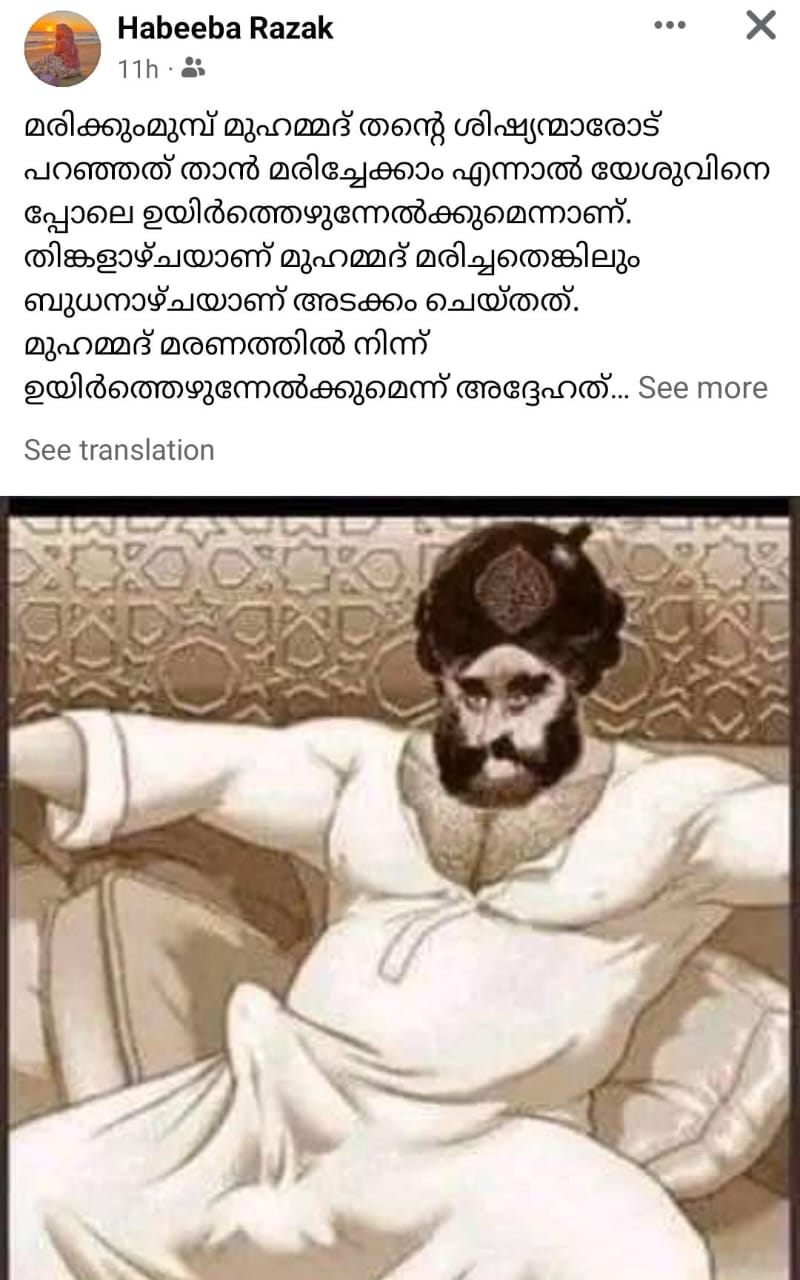 Habeeba Razak
11h ·
മരിക്കുംമുമ്പ് മുഹമ്മദ് തന്റെ ശിഷ്യന്മാരോട്
പറഞ്ഞത് താൻ മരിച്ചേക്കാം എന്നാൽ യേശുവിനെ
പ്പോലെ ഉയിർത്തെഴുന്നേൽക്കുമെന്നാണ്.
തിങ്കളാഴ്ചയാണ് മുഹമ്മദ് മരിച്ചതെങ്കിലും
ബുധനാഴ്ചയാണ് അടക്കം ചെയ്തത്.
മുഹമ്മദ് മരണത്തിൽ നിന്ന്
ഉയിർത്തെഴുന്നേൽക്കുമെന്ന് അദ്ദേഹത്... See more
See translation